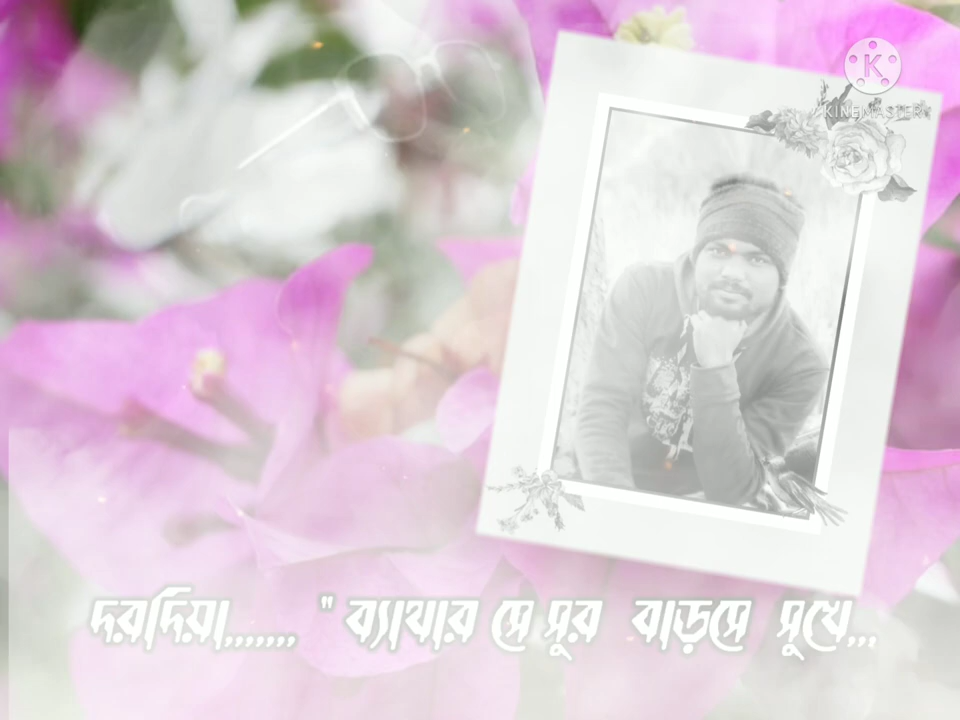 K
KINEMASTER
দরদিয়া,,,,,,, " ব্যাথার সে সুর বাড়সে সুখে,,,